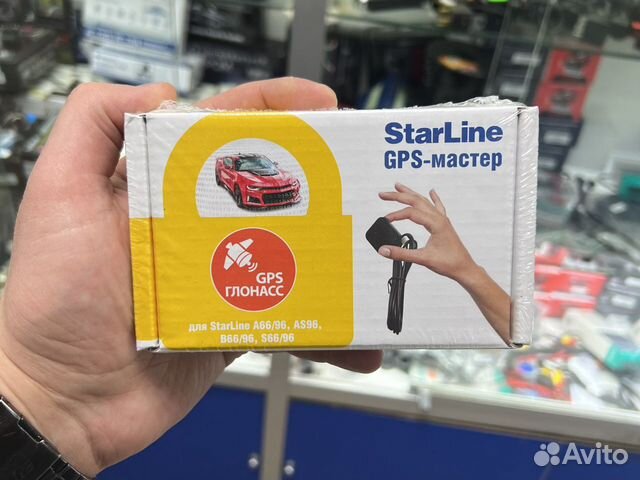 StarLine
GPS-мастер
GPS
ГЛОНАСС
для StarLine A66/96, AS96,
B66/96, S66/96
Avito